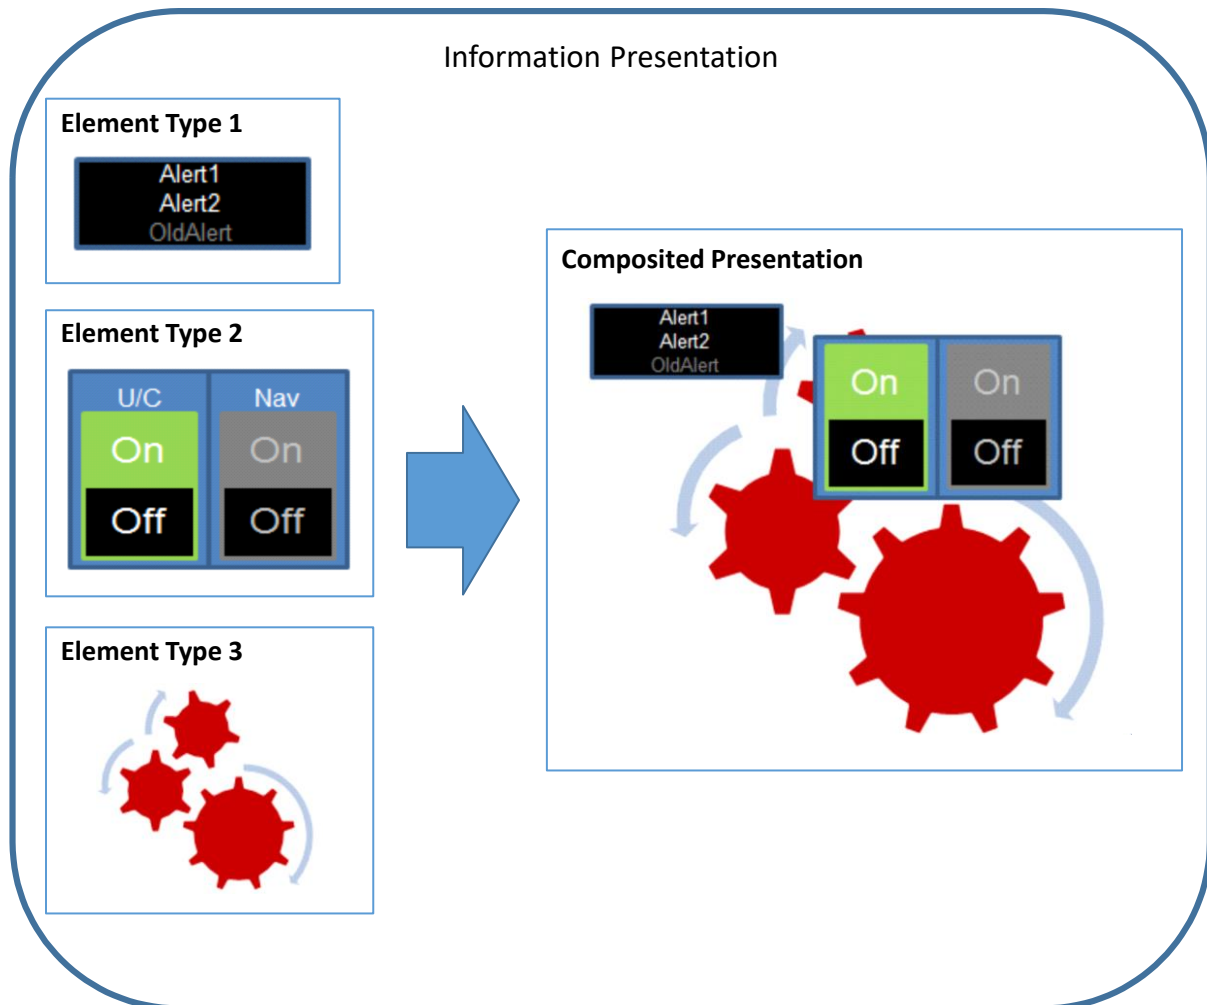 Information Presentation
Element Type 1
Alert1
Alert2
OldAlert
Element Type 2
U/C Nav
On On
Off Off
Element Type 3
Composited Presentation
Alert1
Alert2
OldAlert
On On
Off Off